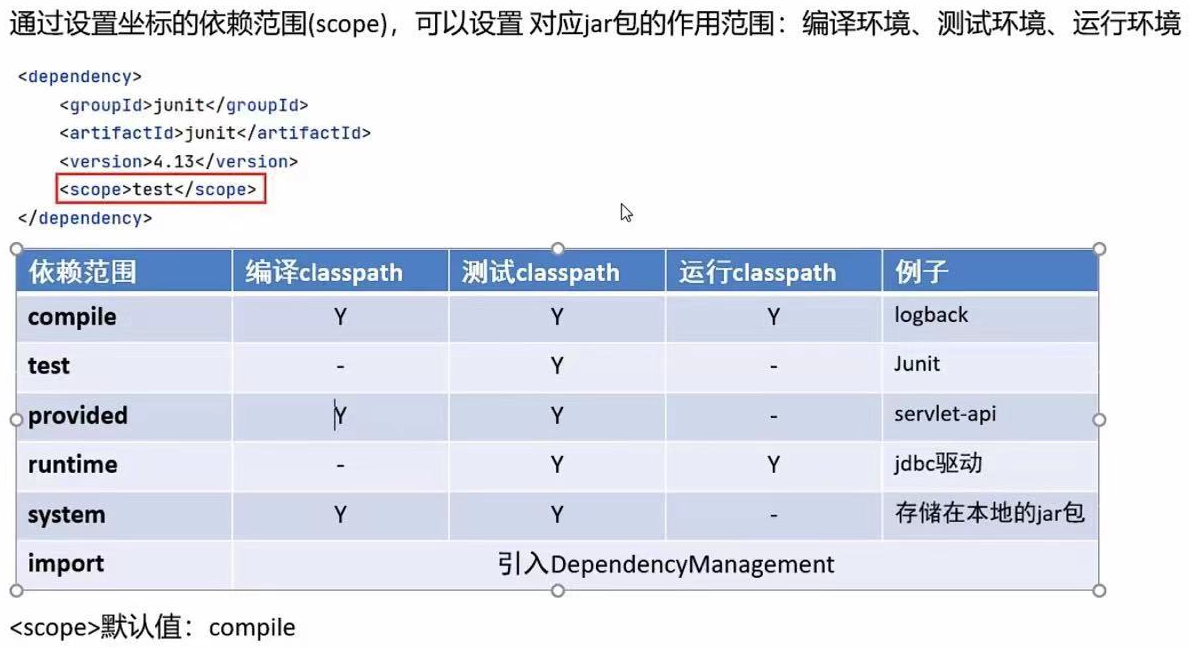 通过设置坐标的依赖范围(scope)，可以设置 对应jar包的作用范围：编译环境、测试环境、运行环境
<dependency>
<groupId>junit</groupId>
<artifactId>junit</artifactId>
<version>4.13</version>
<scope>test</scope>
</dependency>
依赖范围 编译classpath 测试classpath 运行classpath 例子
compile Y Y Y logback
test - Y - Junit
provided Y Y - servlet-api
runtime - Y Y jdbc驱动
system Y Y - 存储在本地的jar包
import 引入DependencyManagement
<scope>默认值：compile